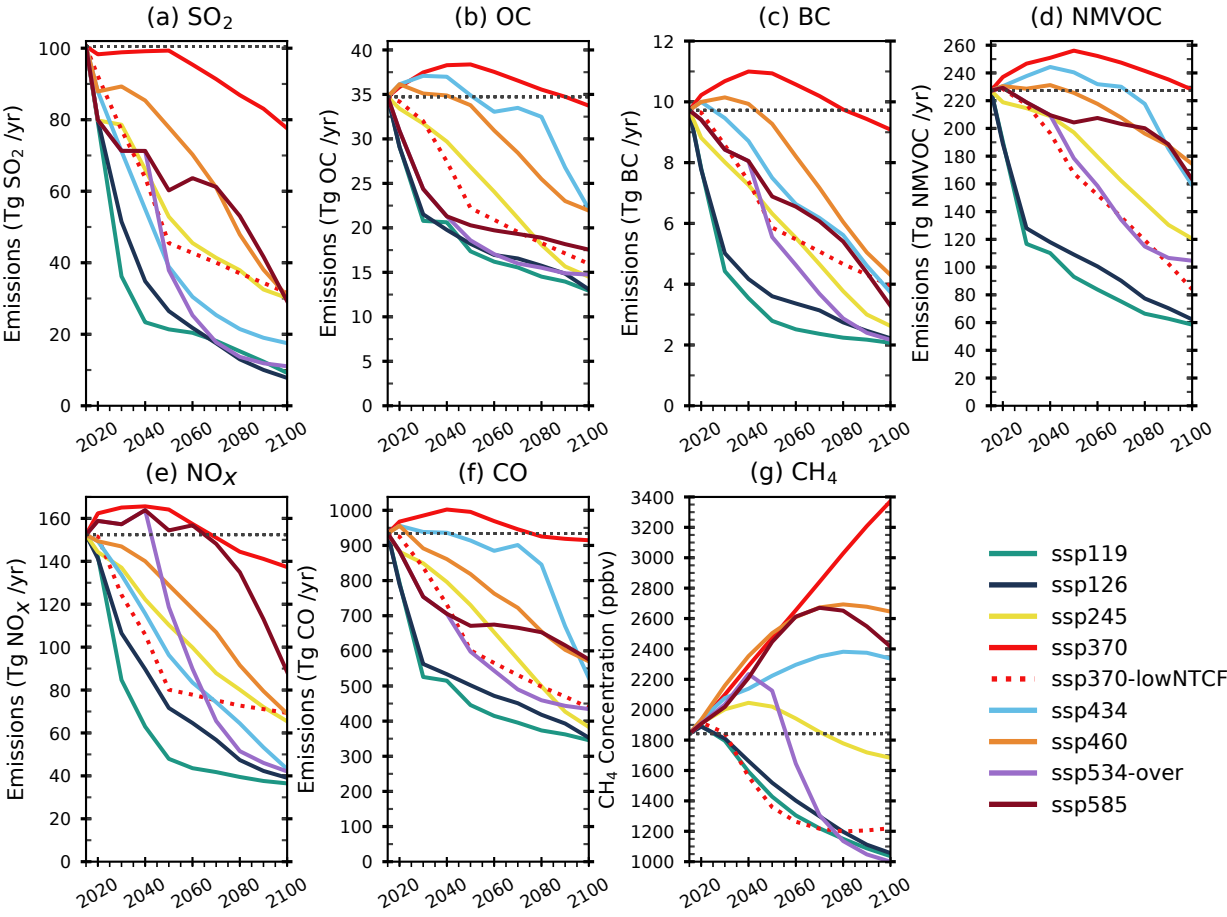 (a) SO2
(b) OC
(c) BC
(d) NMVOC
Emissions (Tg SO2 /yr)
100
80
60
40
20
0
2020 2040 2060 2080 2100
Emissions (Tg OC /yr)
40
35
30
25
20
15
10
5
0
2020 2040 2060 2080 2100
Emissions (Tg BC /yr)
12
10
8
6
4
2
0
2020 2040 2060 2080 2100
Emissions (Tg NMVOC /yr)
260
240
220
200
180
160
140
120
100
80
60
40
20
0
2020 2040 2060 2080 2100
(e) NOX
(f) CO
(g) CH4
Emissions (Tg NOX /yr)
160
140
120
100
80
60
40
20
0
2020 2040 2060 2080 2100
Emissions (Tg CO /yr)
1000
900
800
700
600
500
400
300
200
100
0
2020 2040 2060 2080 2100
CH4 Concentration (ppbv)
3400
3200
3000
2800
2600
2400
2200
2000
1800
1600
1400
1200
1000
2020 2040 2060 2080 2100
ssp119
ssp126
ssp245
ssp370
ssp370-lowNTCF
ssp434
ssp460
ssp534-over
ssp585